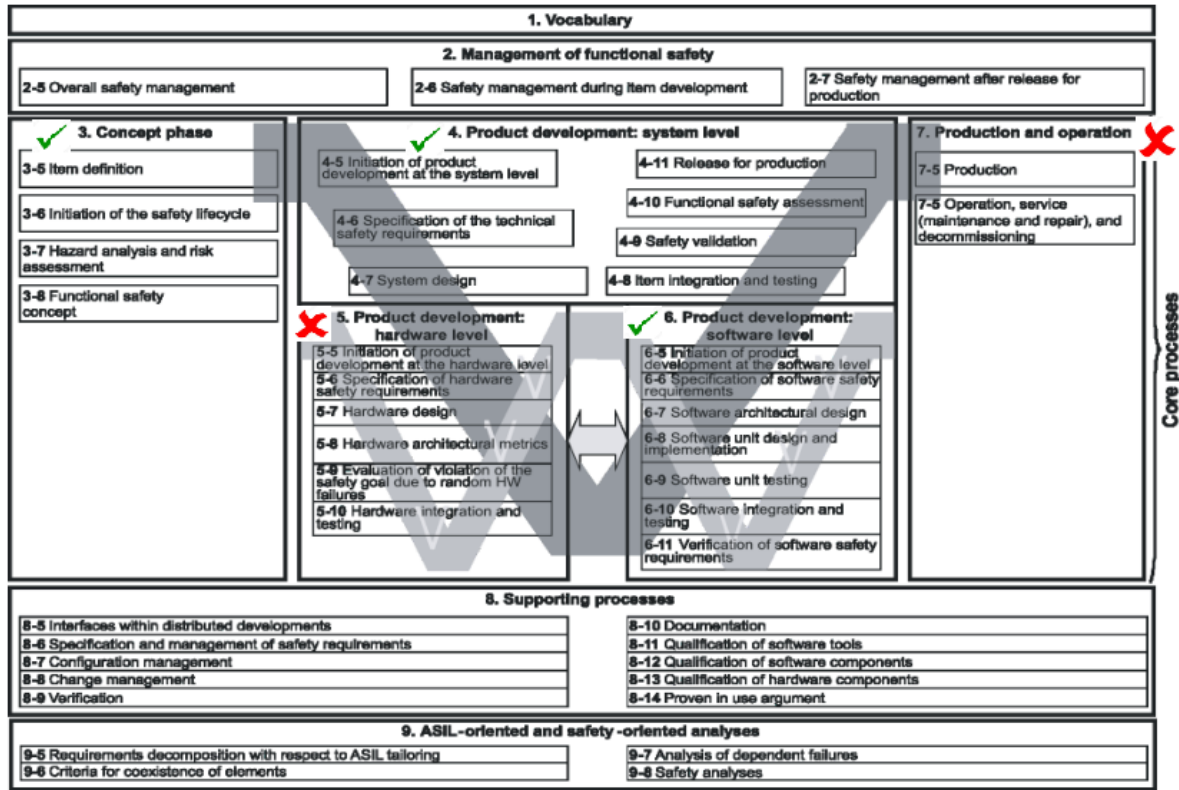 1. Vocabulary
2. Management of functional safety
2-5 Overall safety management
2-6 Safety management during item development
2-7 Safety management after release for
production
3. Concept phase
3-5 Item definition
3-6 Initiation of the safety lifecycle
3-7 Hazard analysis and risk
assessment
3-8 Functional safety
concept
4. Product development: system level
4-5 Initiation of product
development at the system level
4-6 Specification of the technical
safety requirements
4-7 System design
4-11 Release for production
4-10 Functional safety assessment
4-9 Safety validation
4-8 Item integration and testing
7. Production and operation
7-5 Production
7-5 Operation, service
(maintenance and repair), and
decommissioning
5. Product development:
hardware level
5-5 Initiation of product
development at the hardware level
5-6 Specification of hardware
safety requirements
5-7 Hardware design
5-8 Hardware architectural metrics
5-9 Evaluation of violation of the
safety goal due to random HW
failures
5-10 Hardware integration and
testing
6. Product development:
software level
6-5 Initiation of product
development at the software level
6-6 Specification of software safety
requirements
6-7 Software architectural design
6-8 Software unit design and
implementation
6-9 Software unit testing
6-10 Software integration and
testing
6-11 Verification of software safety
requirements
Core processes
8. Supporting processes
8-5 Interfaces within distributed developments
8-6 Specification and management of safety requirements
8-7 Configuration management
8-8 Change management
8-9 Verification
8-10 Documentation
8-11 Qualification of software tools
8-12 Qualification of software components
8-13 Qualification of hardware components
8-14 Proven in use argument
9. ASIL-oriented and safety -oriented analyses
9-5 Requirements decomposition with respect to ASIL tailoring
9-6 Criteria for coexistence of elements
9-7 Analysis of dependent failures
9-8 Safety analyses